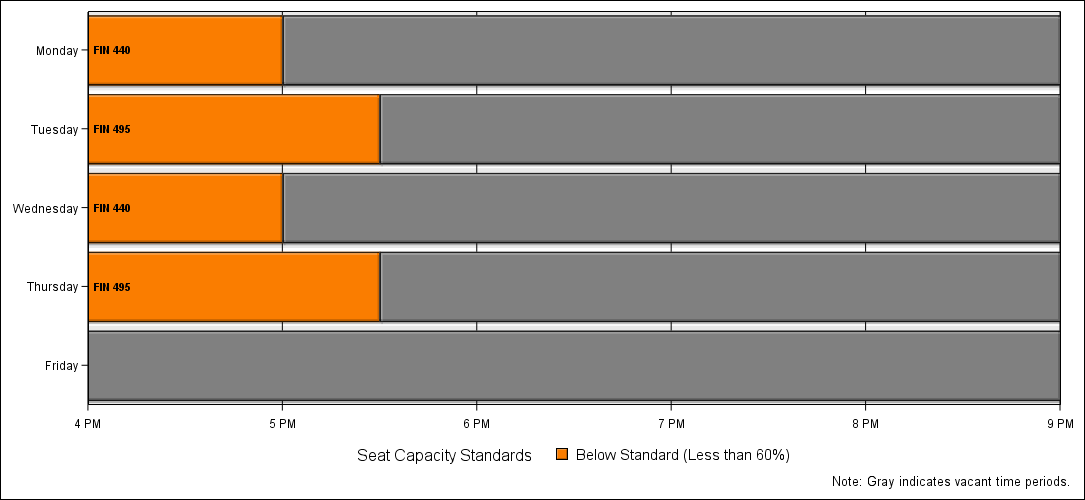 Monday
FIN 440
Tuesday
FIN 495
Wednesday
FIN 440
Thursday
FIN 495
Friday
4 PM 5 PM 6 PM 7 PM 8 PM 9 PM
Seat Capacity Standards Below Standard (Less than 60%)
Note: Gray indicates vacant time periods.